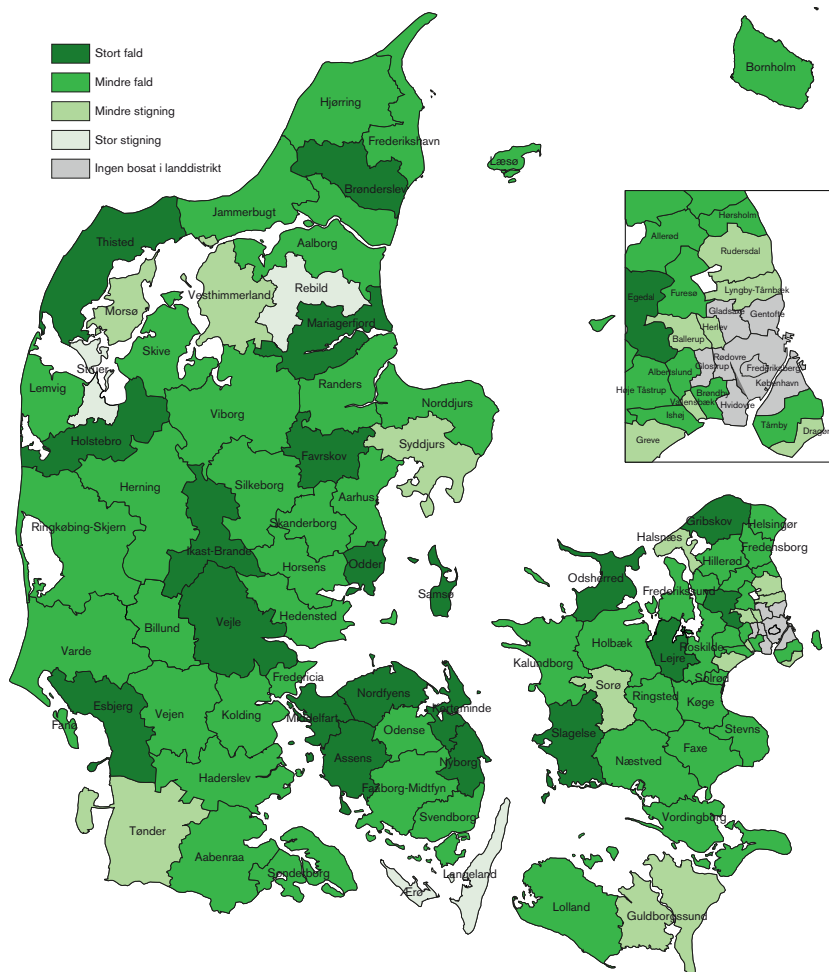 Stort fald
Mindre fald
Mindre stigning
Stor stigning
Ingen bosat i landdistrikt
Bornholm
Hjørring
Frederikshavn
Læsø
Brønderslev
Jammerbugt
Thisted
Aalborg
Rebild
Vesthimmerland
Morsø
Mariagerfjord
Skive
Struer
Lemvig
Randers
Norddjurs
Viborg
Holstebro
Syddjurs
Favrskov
Silkeborg
Herning
Aarhus
Skanderborg
Ringkøbing-Skjern
Ikast-Brande
Odder
Horsens
Samsø
Hedensted
Vejle
Billund
Varde
Fredericia
Esbjerg
Vejen
Kolding
Fanø
Haderslev
Tønder
Aabenraa
Sønderborg
Nordfyens
Middelfart
Kerteminde
Odense
Assens
Nyborg
Faaborg-Midtfyn
Svendborg
Langeland
Ærø
Hørsholm
Allerød
Rudersdal
Egedal
Furesø
Lyngby-Tårnbæk
Gladsaxe
Gentofte
Herlev
Ballerup
Rødovre
Glostrup
Frederiksberg
Albertslund
København
Høje Tåstrup
Brøndby
Vallensbæk
Hvidovre
Ishøj
Tårnby
Dragør
Greve
Gribskov
Helsingør
Halsnæs
Fredensborg
Hillerød
Odsherred
Frederikssund
Holbæk
Roskilde
Lejre
Kalundborg
Solrød
Sorø
Ringsted
Køge
Stevns
Slagelse
Faxe
Næstved
Vordingborg
Lolland
Guldborgssund